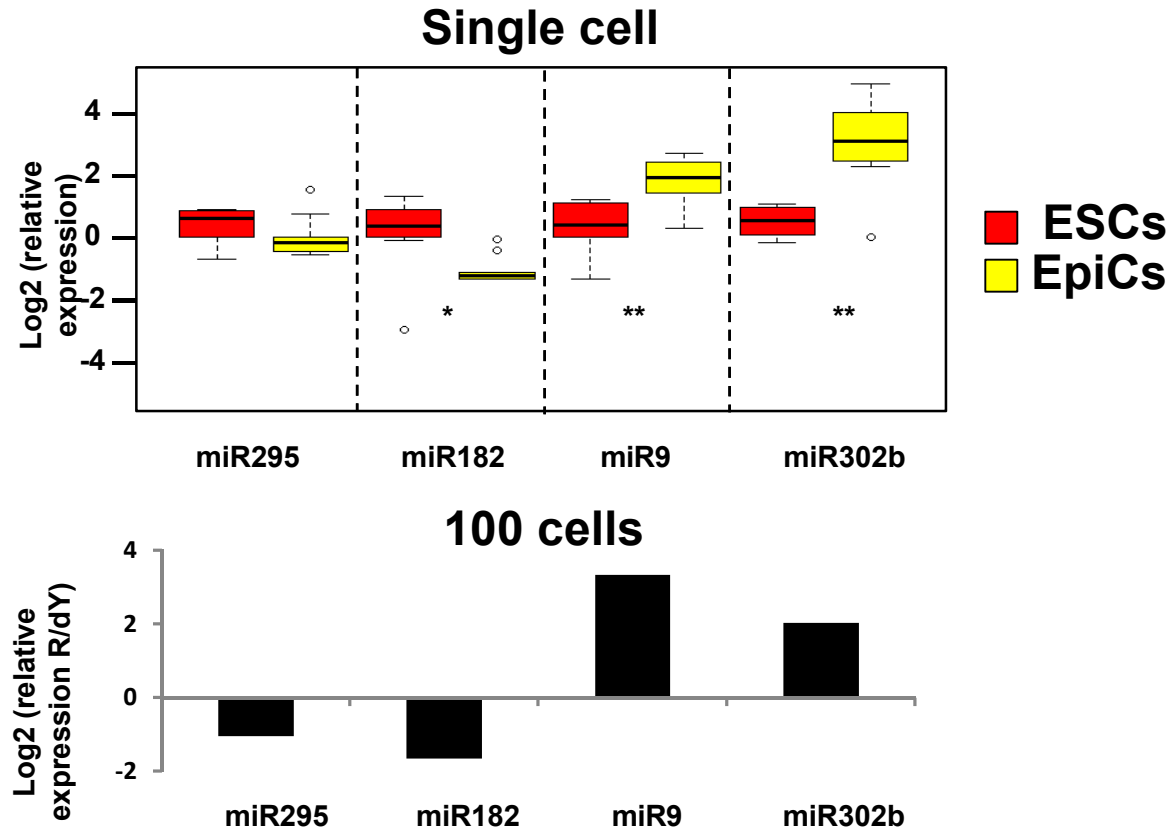 Single cell
Log2 (relative
expression)
4
2
0
-2
-4
*
**
**
ESCs
EpiCs
miR295 miR182 miR9 miR302b
100 cells
Log2 (relative
expression R/dY)
4
2
0
-2
miR295 miR182 miR9 miR302b